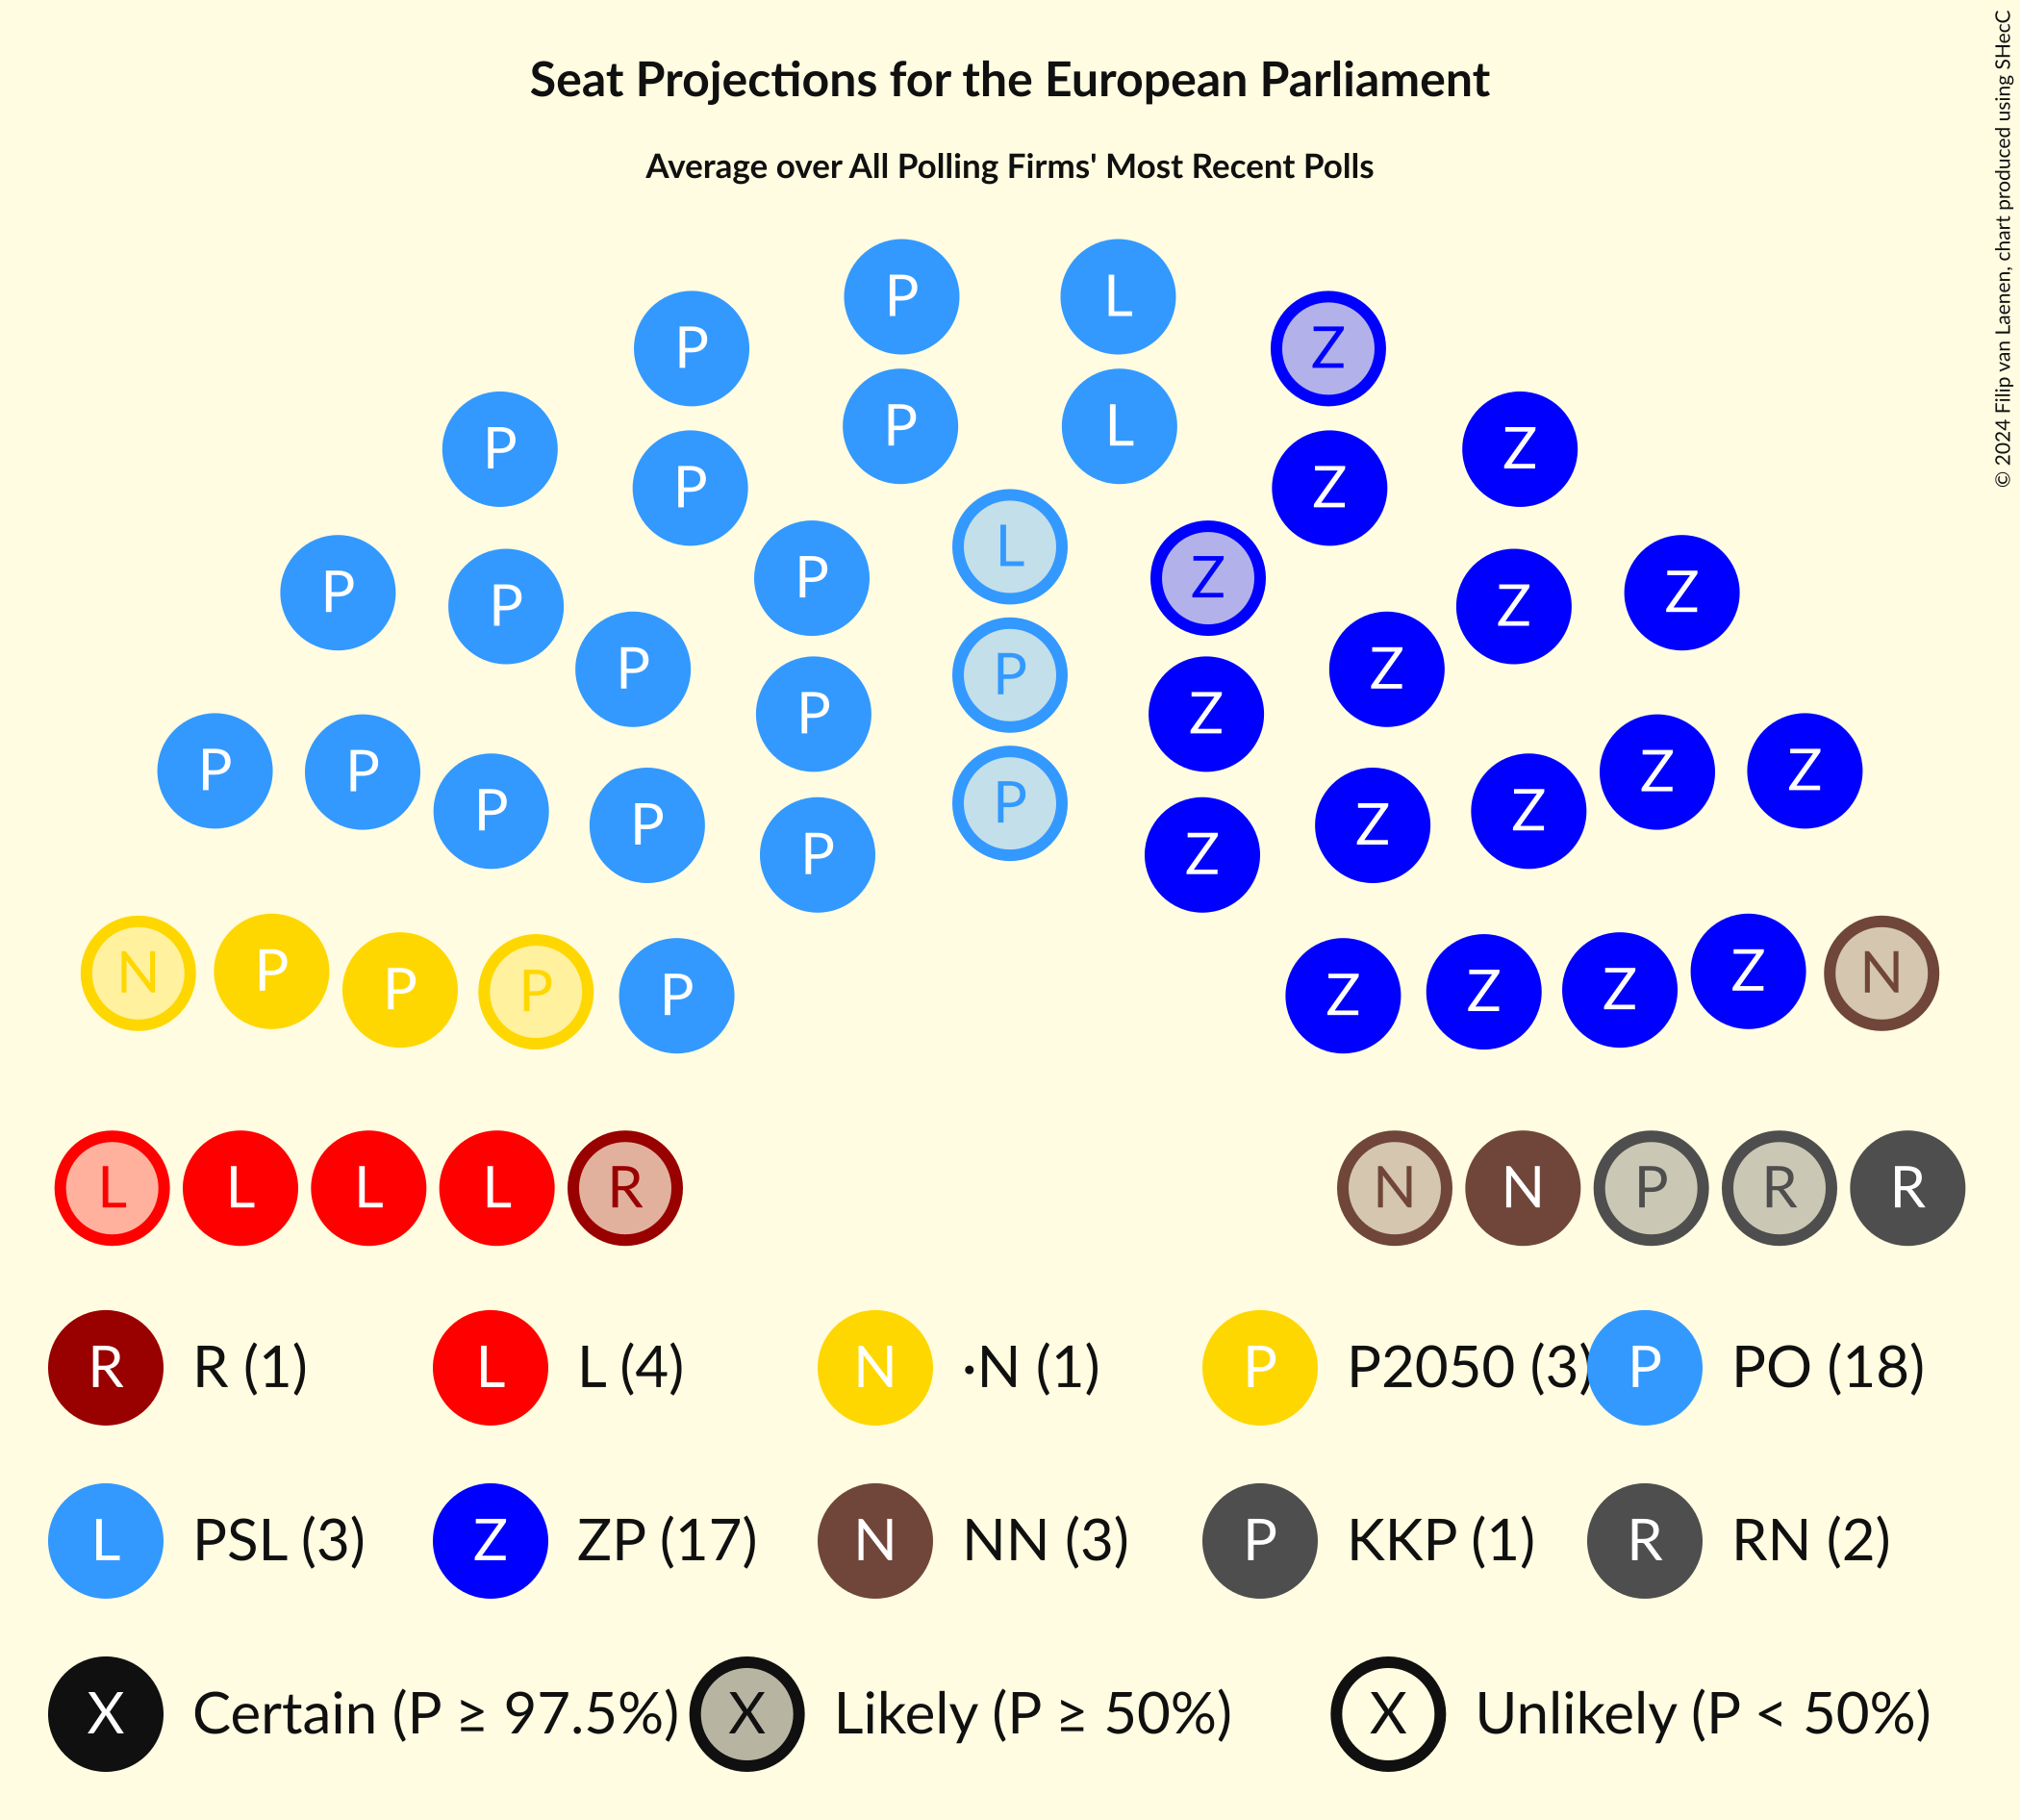 Seat Projections for the European Parliament
Average over All Polling Firms' Most Recent Polls
© 2024 Filip van Laenen, chart produced using SHecC
P L
P Z
P L
P Z
P Z
L
P Z
P Z
P Z
P Z
P
P Z
P Z
P Z
P
P Z
P Z
P Z
N P P P P Z Z Z Z N
L L L L R N N P R R
R R (1) L L (4) N ·N (1) P P2050 (3) P PO (18)
L PSL (3) Z ZP (17) N NN (3) P KKP (1) R RN (2)
X Certain (P ≥ 97.5%) X Likely (P ≥ 50%) X Unlikely (P < 50%)